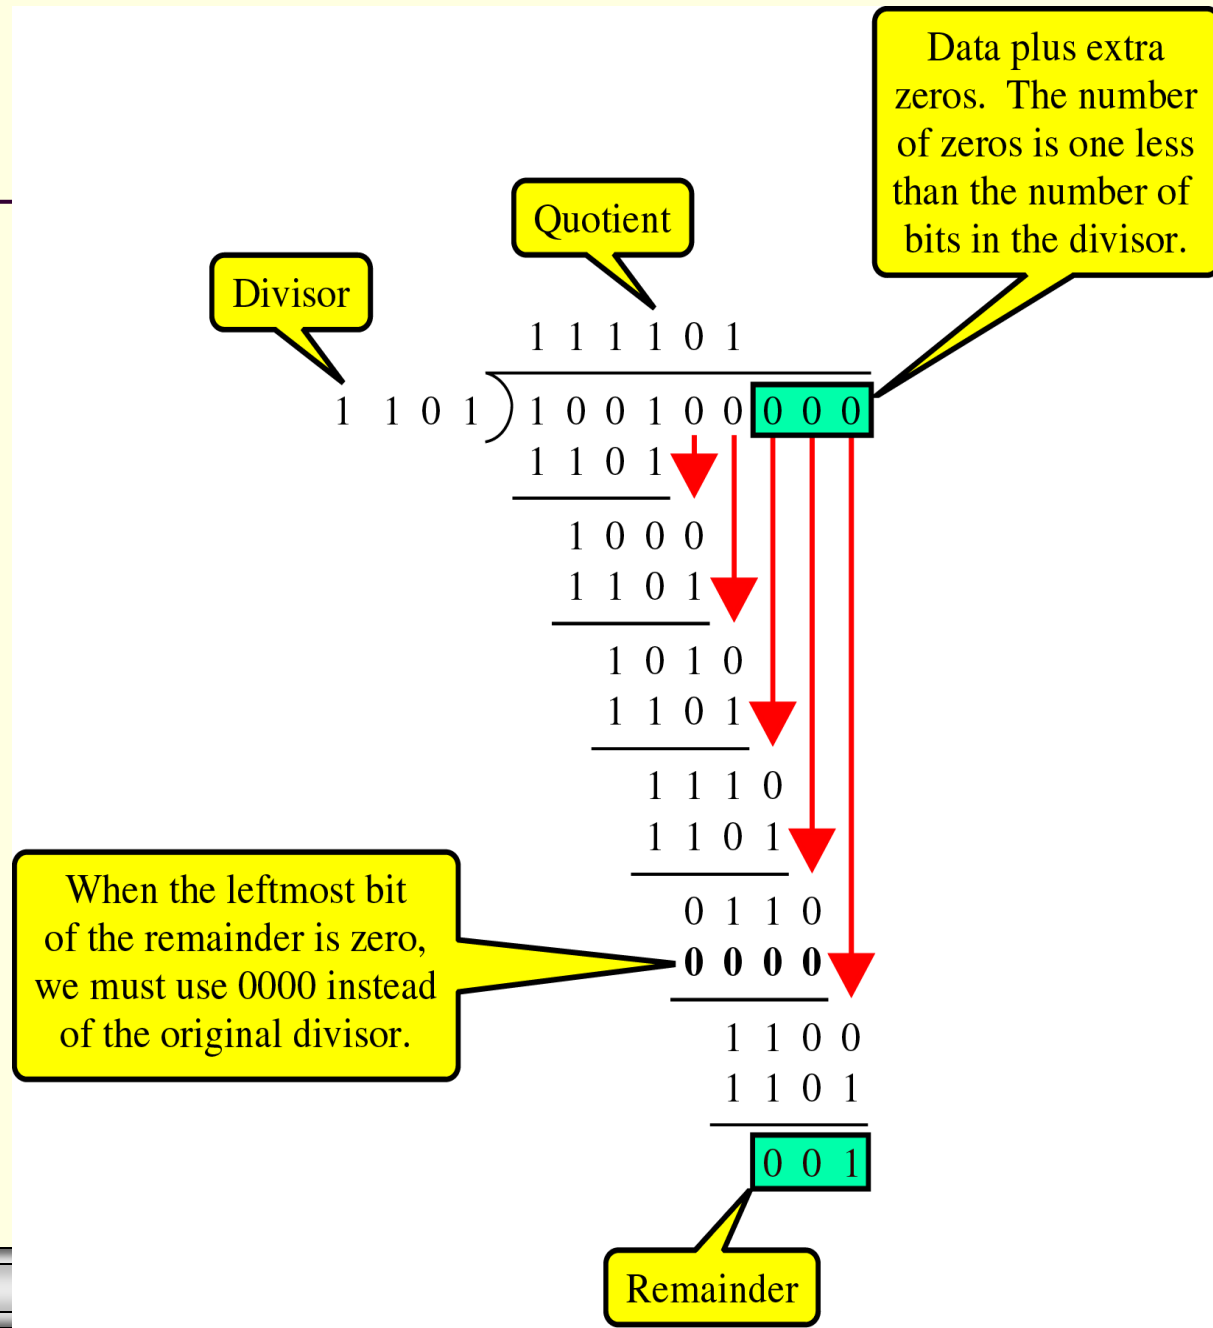 Data plus extra
zeros. The number
of zeros is one less
than the number of
bits in the divisor.
Quotient
Divisor
1 1 1 1 0 1
1 1 0 1 1 0 0 1 0 0 0 0 0
1 1 0 1
1 0 0 0
1 1 0 1
1 0 1 0
1 1 0 1
1 1 1 0
1 1 0 1
When the leftmost bit
of the remainder is zero,
we must use 0000 instead
of the original divisor.
0 1 1 0
0 0 0 0
1 1 0 0
1 1 0 1
0 0 1
Remainder